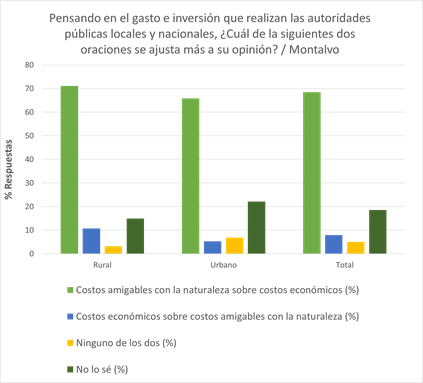 Pensando en el gasto e inversión que realizan las autoridades
públicas locales y nacionales, ¿Cuál de la siguientes dos
oraciones se ajusta más a su opinión? / Montalvo
% Respuestas
80
70
60
50
40
30
20
10
0
Rural
Urbano
Total
Costos amigables con la naturaleza sobre costos económicos (%)
Costos económicos sobre costos amigables con la naturaleza (%)
Ninguno de los dos (%)
No lo sé (%)